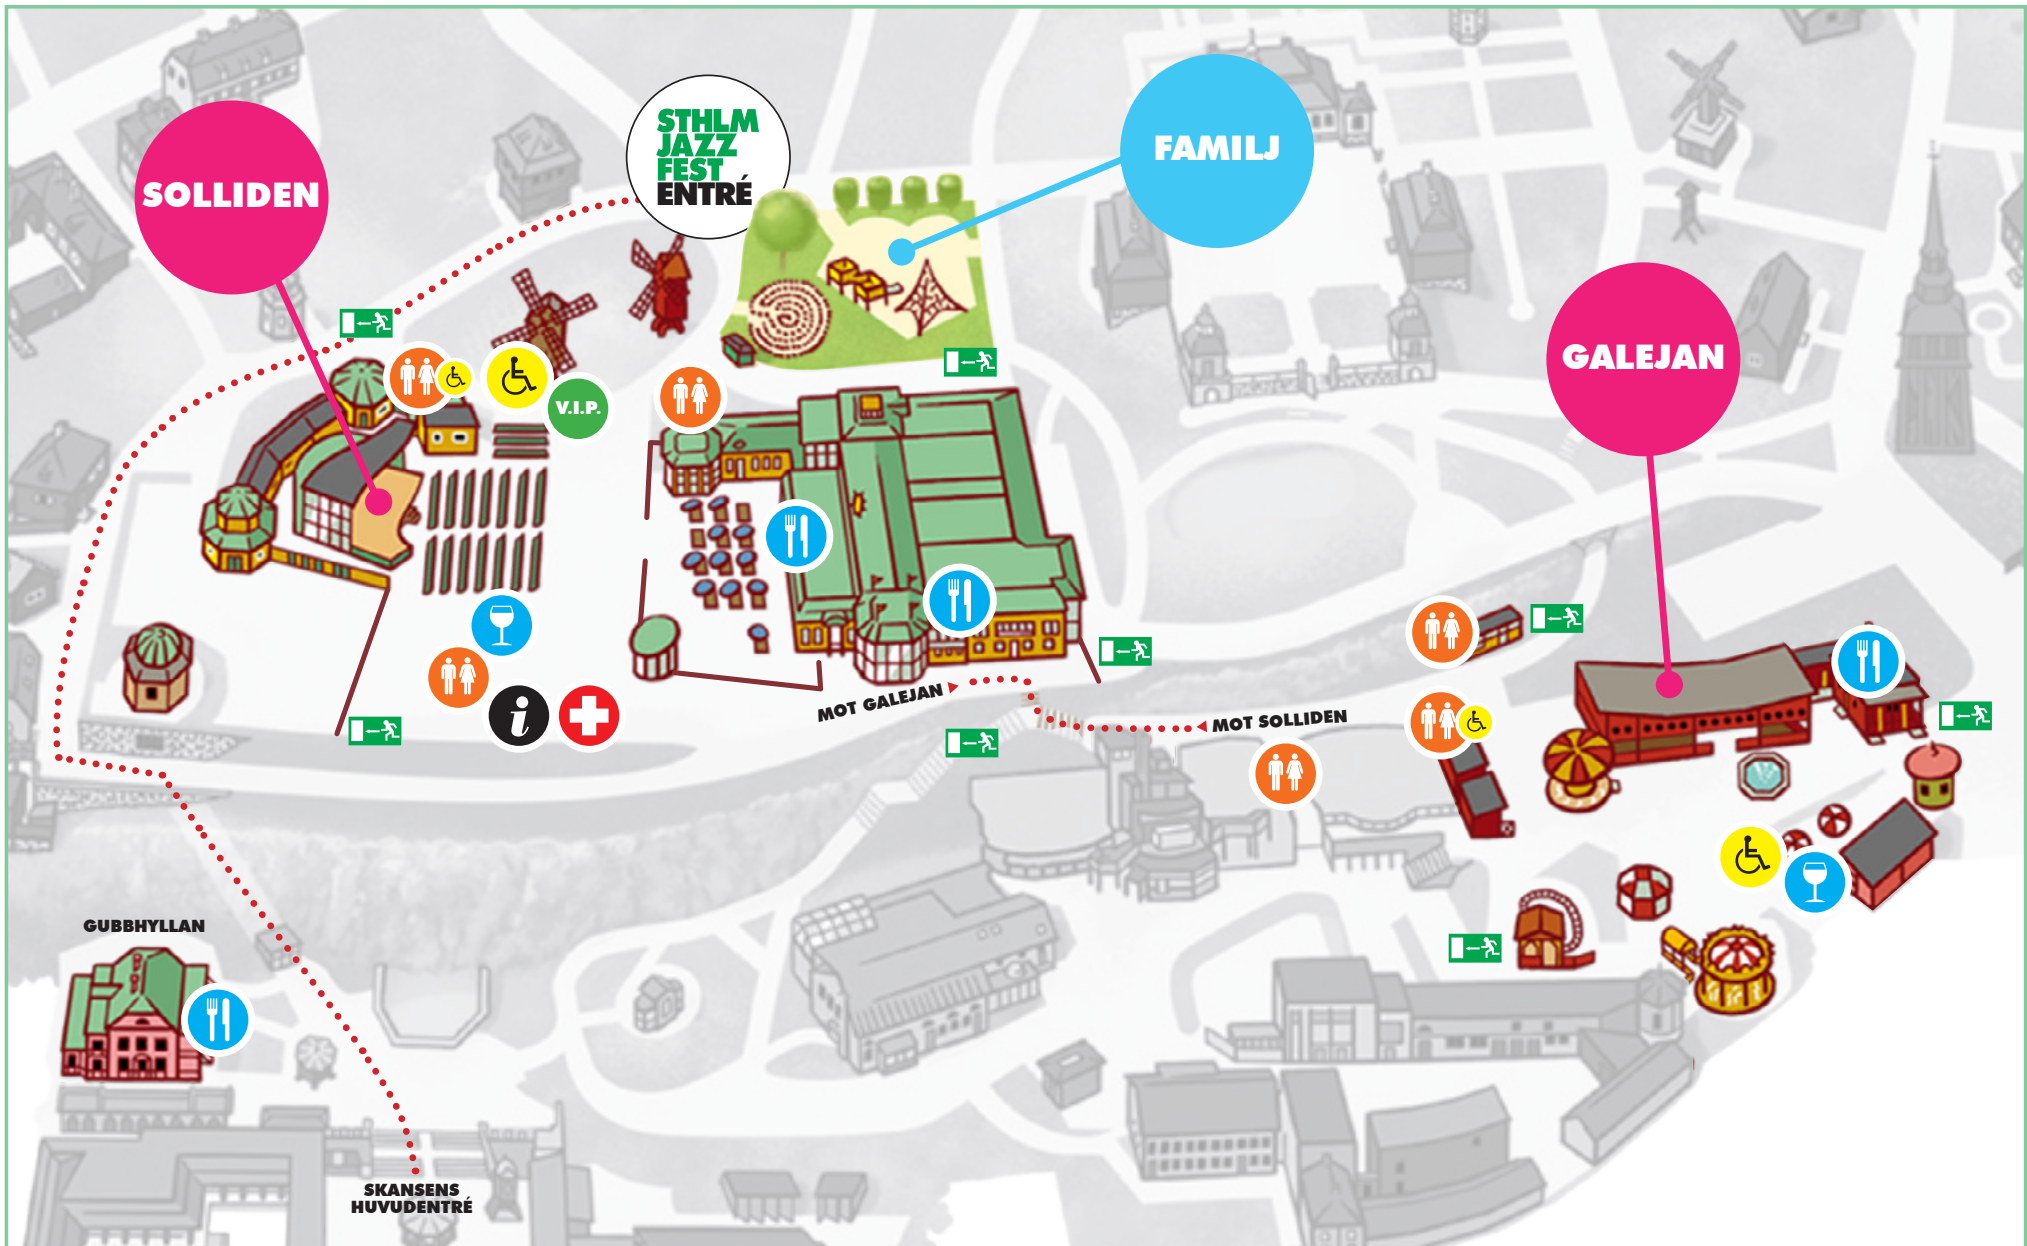 STHLM
JAZZ
FEST
ENTRÉ
FAMILJ
SOLLIDEN
GALEJAN
V.I.P.
MOT GALEJAN
MOT SOLLIDEN
i
GUBBHYLLAN
SKANSENS
HUVUDENTRÉ